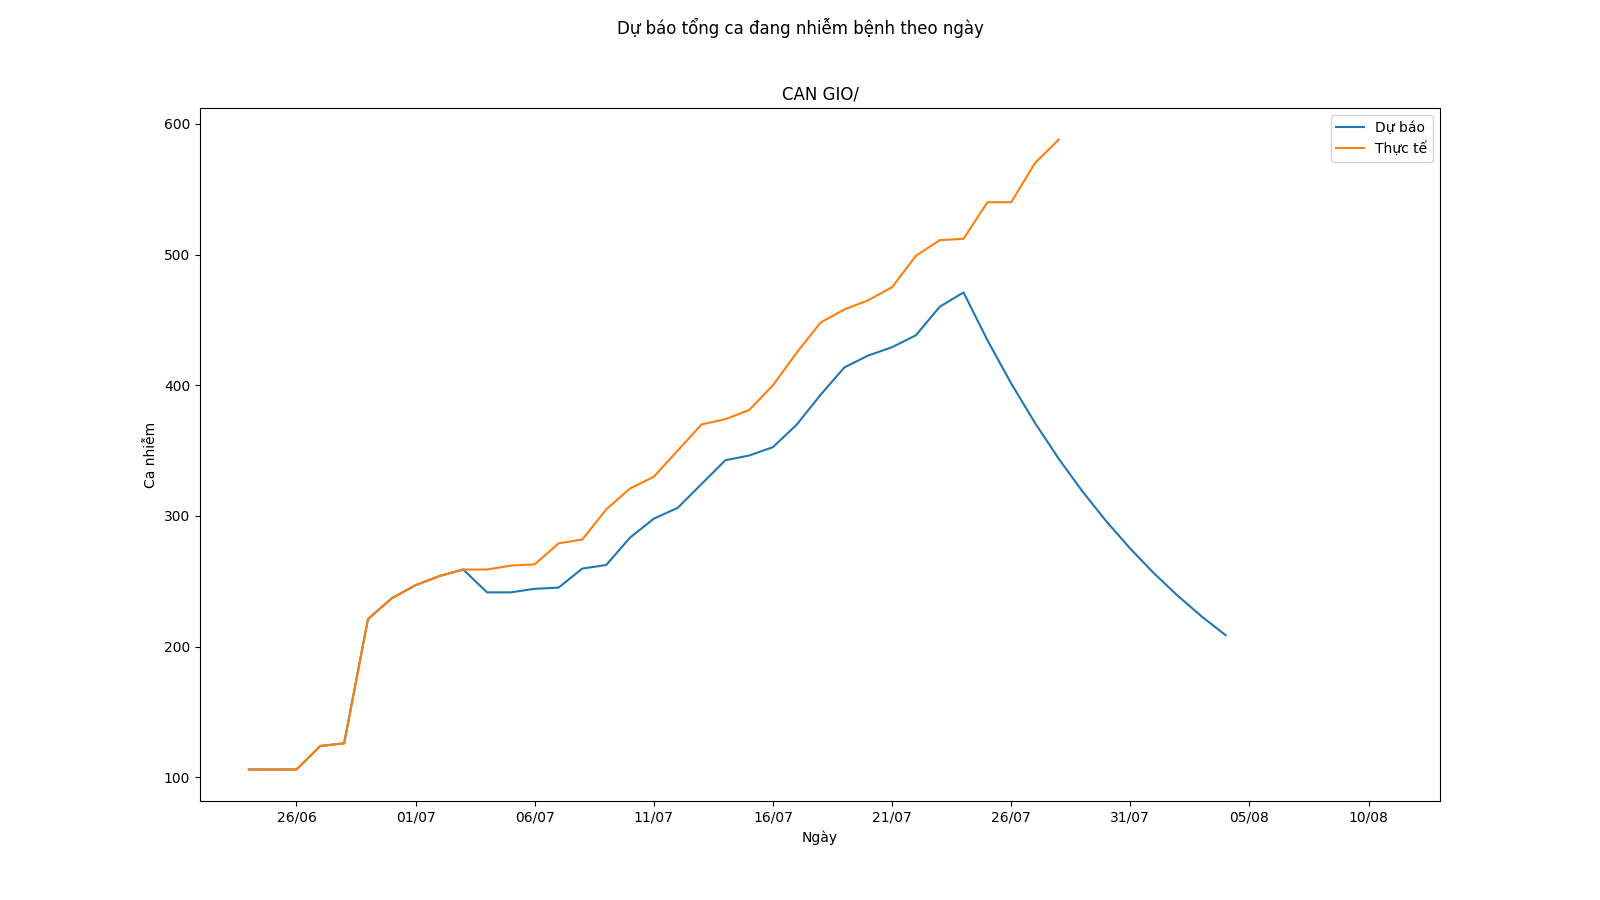 Dự báo tổng ca đang nhiễm bệnh theo ngày
CAN GIO/
600
500
400
300
200
100
Ca nhiễm
Dự báo
Thực tế
26/06
01/07
06/07
11/07
16/07
21/07
26/07
31/07
05/08
10/08
Ngày